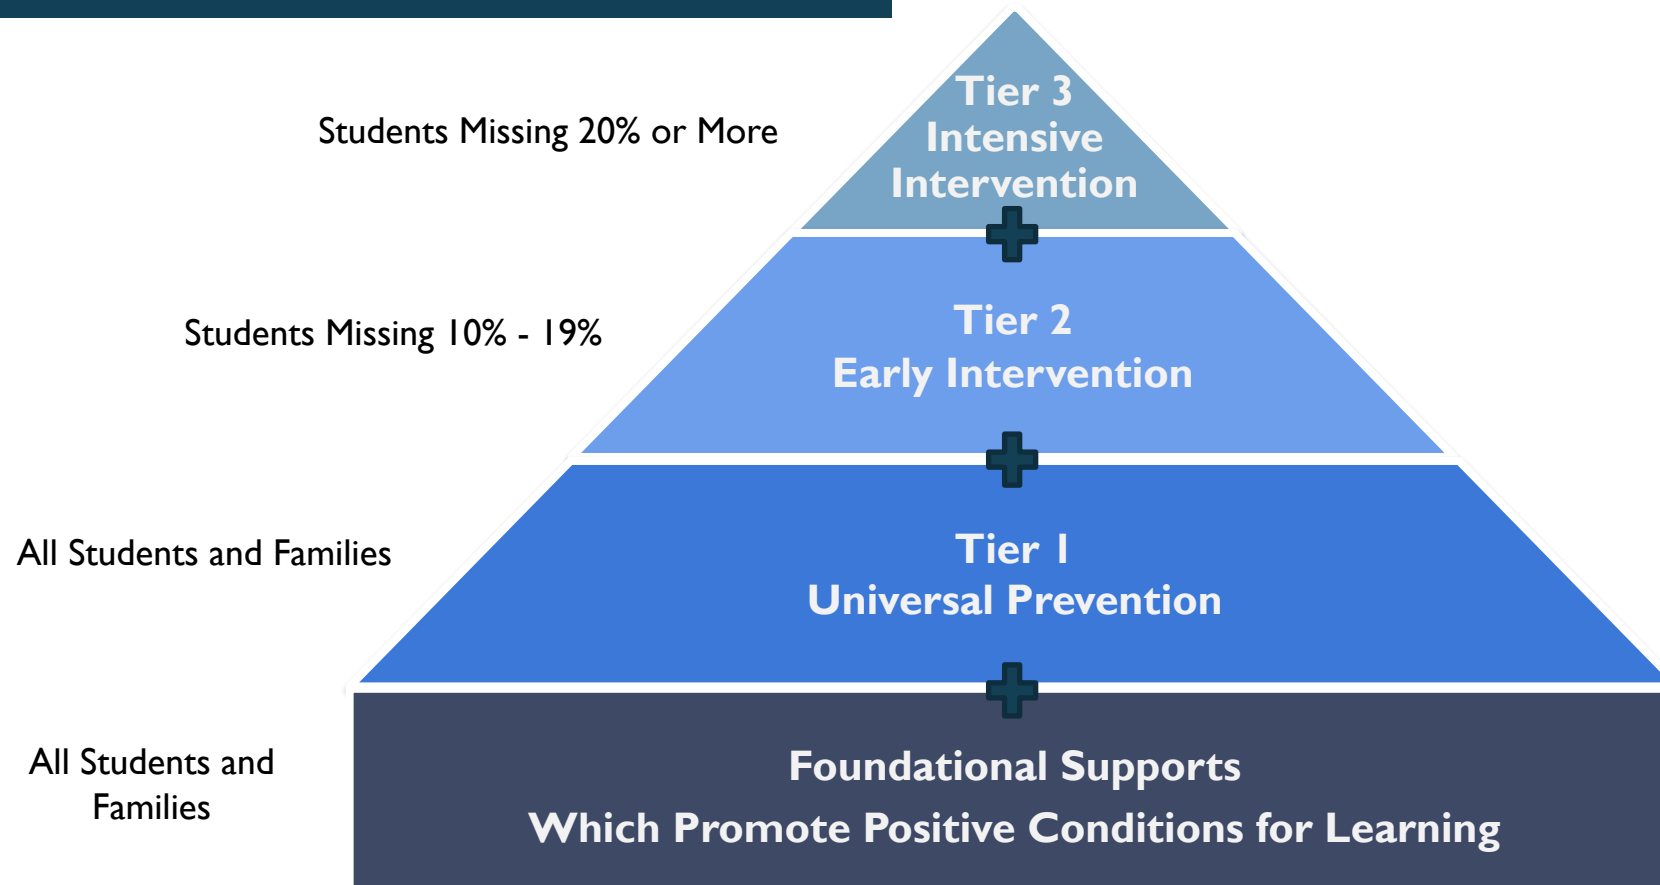 Students Missing 20% or More
Tier 3
Intensive
Intervention
Students Missing 10% - 19%
Tier 2
Early Intervention
All Students and Families
Tier 1
Universal Prevention
All Students and
Families
Foundational Supports
Which Promote Positive Conditions for Learning